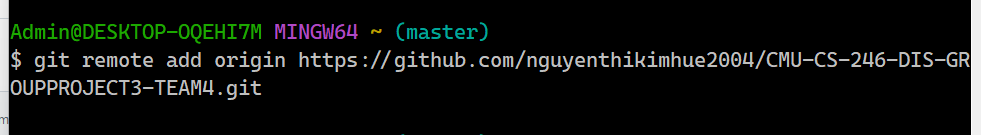 Admin@DESKTOP-OQEHI7M MINGW64 ~ (master)
$ git remote add origin https://github.com/nguyenthikimhue2004/CMU-CS-246-DIS-GR
OUPPROJECT3-TEAM4.git